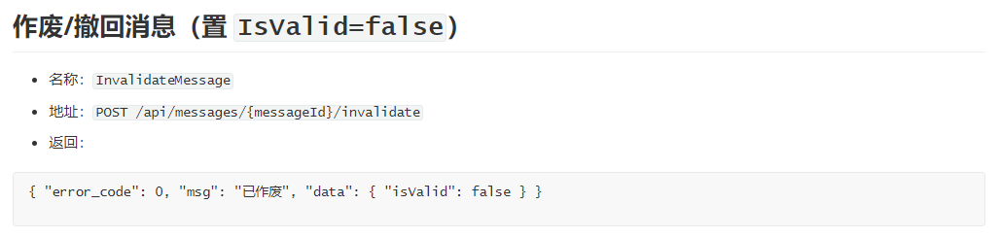 作废/撤回消息（置 IsValid=false）
名称：InvalidateMessage
地址：POST /api/messages/{messageId}/invalidate
返回：
{ "error_code": 0, "msg": "已作废", "data": { "isValid": false } }